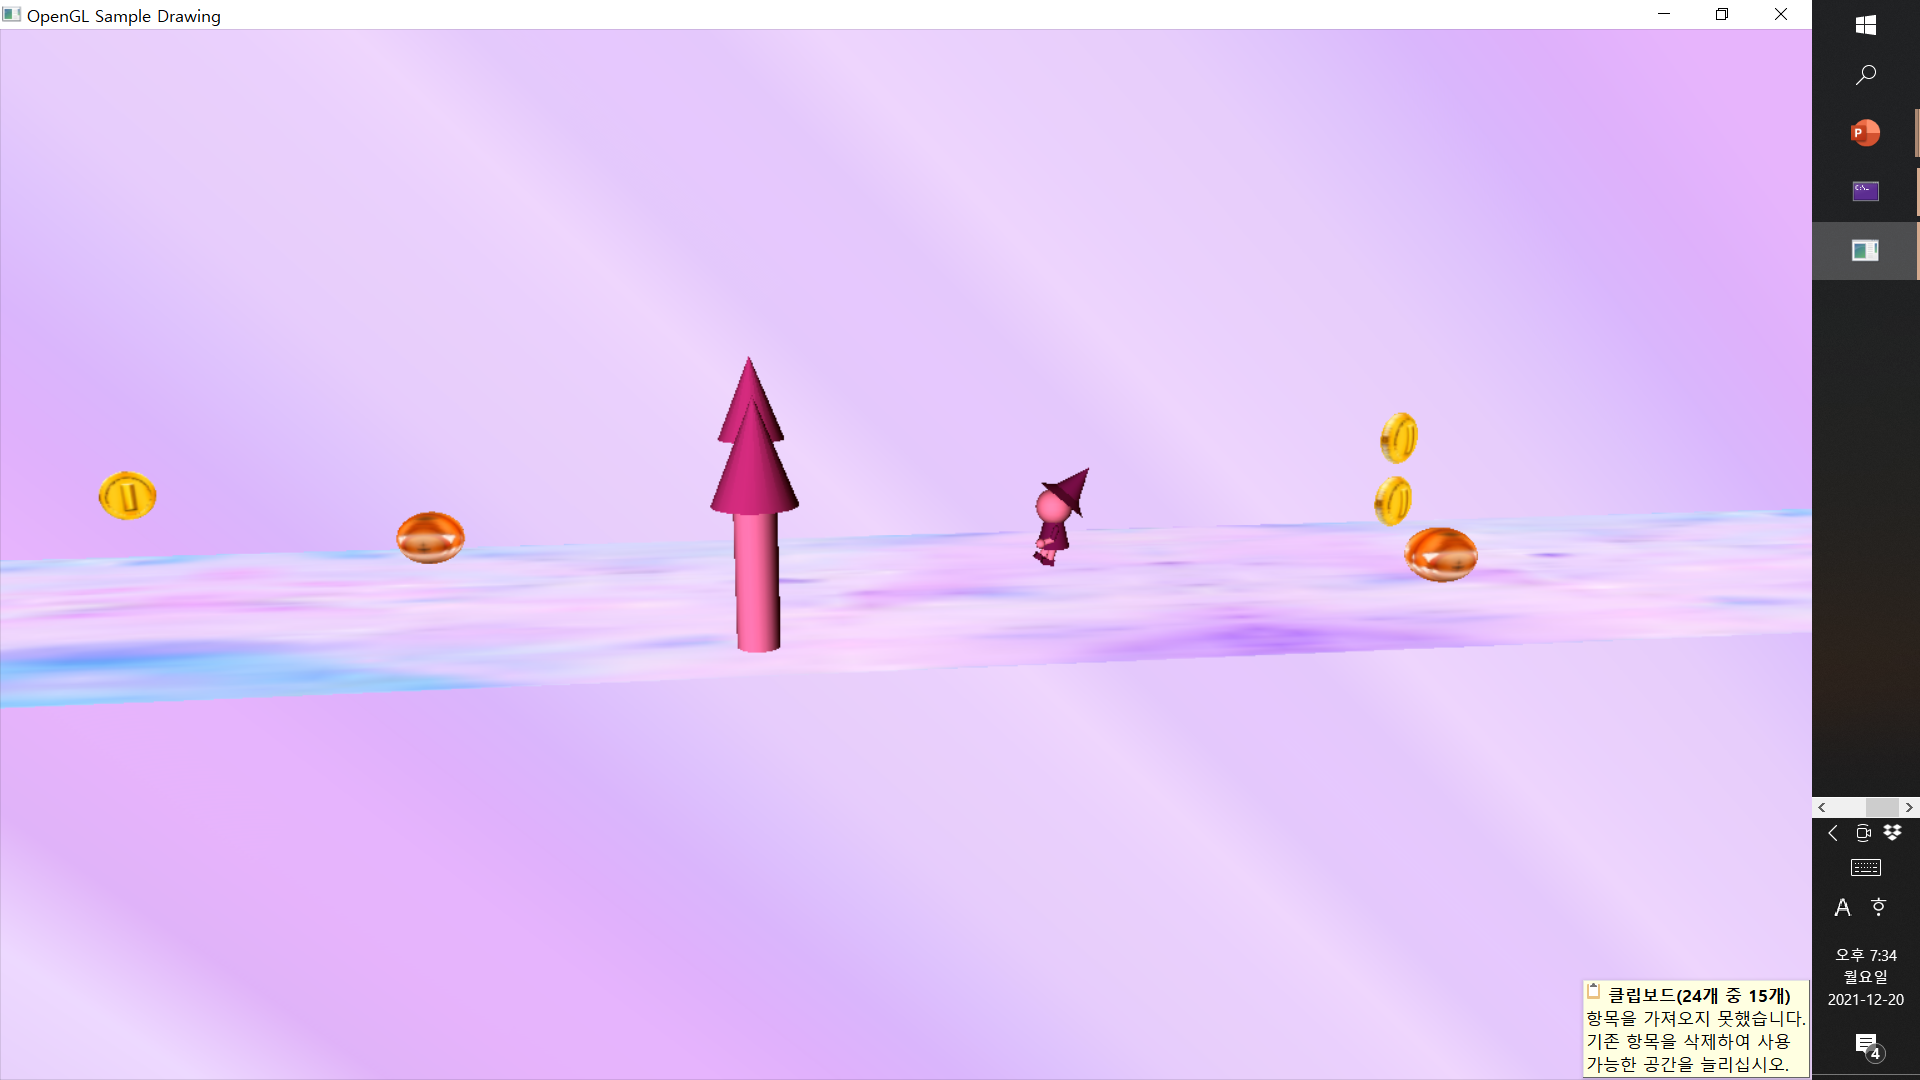 OpenGL Sample Drawing
오후 7:34
월요일
2021-12-20
A 호
4
클립보드(24개 중 15개)
항목을 가져오지 못했습니다.
기존 항목을 삭제하여 사용
가능한 공간을 늘리십시오.